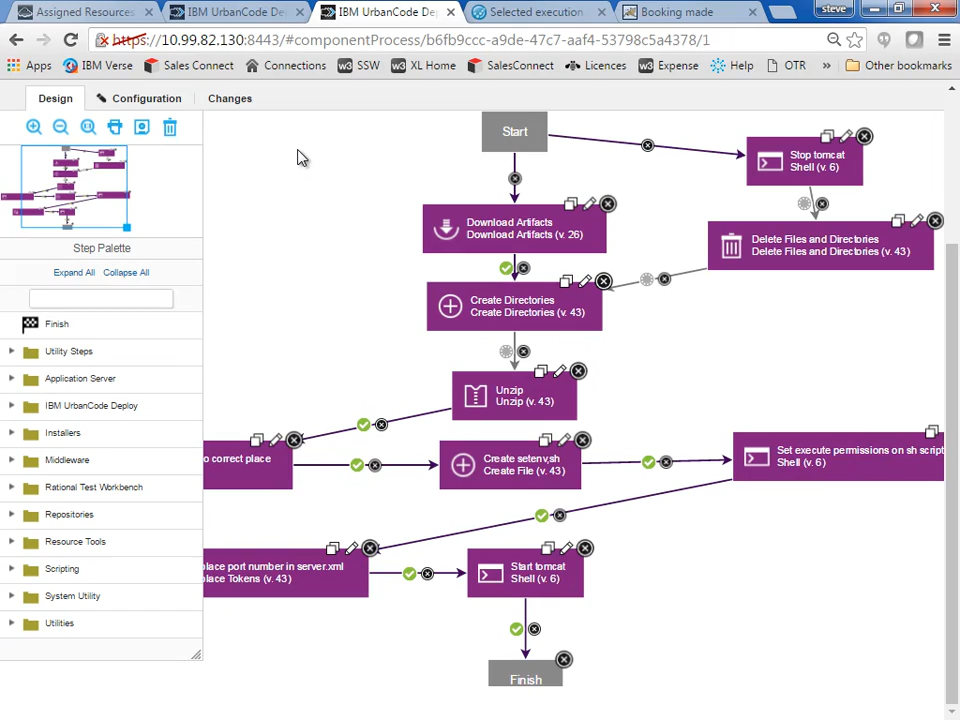 Assigned Resources
IBM UrbanCode De
IBM UrbanCode De
Selected execution
Booking made
steve
https://10.99.82.130:8443/#componentProcess/b6fb9ccc-a9de-47c7-aaf4-53798c5a4378/1
Apps
IBM Verse
Sales Connect
Connections
w3 SSW
w3 XL Home
SalesConnect
Licences
w3 Expense
Help
OTR
»
Other bookmarks
Design
Configuration
Changes
Step Palette
Expand All
Collapse All
Finish
Utility Steps
Application Server
IBM UrbanCode Deploy
Installers
Middleware
Rational Test Workbench
Repositories
Resource Tools
Scripting
System Utility
Utilities
Start
Stop tomcat
Shell (v. 6)
Download Artifacts
Download Artifacts (v. 26)
Delete Files and Directories
Delete Files and Directories (v. 43)
Create Directories
Create Directories (v. 43)
Unzip
Unzip (v. 43)
o correct place
Create setenv.sh
Create File (v. 43)
Set execute permissions on sh script
Shell (v. 6)
lace port number in server.xml
lace Tokens (v. 43)
Start tomcat
Shell (v. 6)
Finish